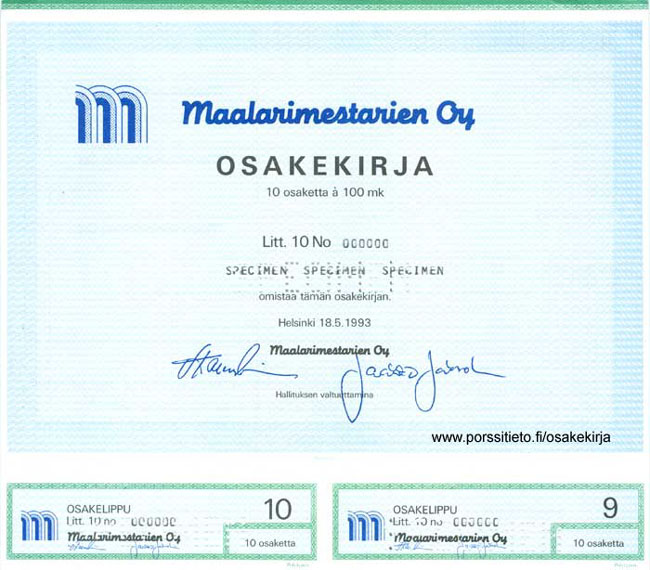 Maalarimestarien Oy
OSAKEKIRJA
10 osaketta à 100 mk
Litt. 10 No 000000
SPECIMEN SPECIMEN SPECIMEN
omistaa tämän osakekirjan.
Helsinki 18.5.1993
Maalarimestarien Oy
Hallituksen valtuuttamina
www.porssitieto.fi/osakekirja
OSAKELIPPU 10
Litt. 10 no 000000
Maalarimestarien Oy
10 osaketta
OSAKELIPPU 9
Litt. 10 no 000000
Maalarimestarien Oy
10 osaketta